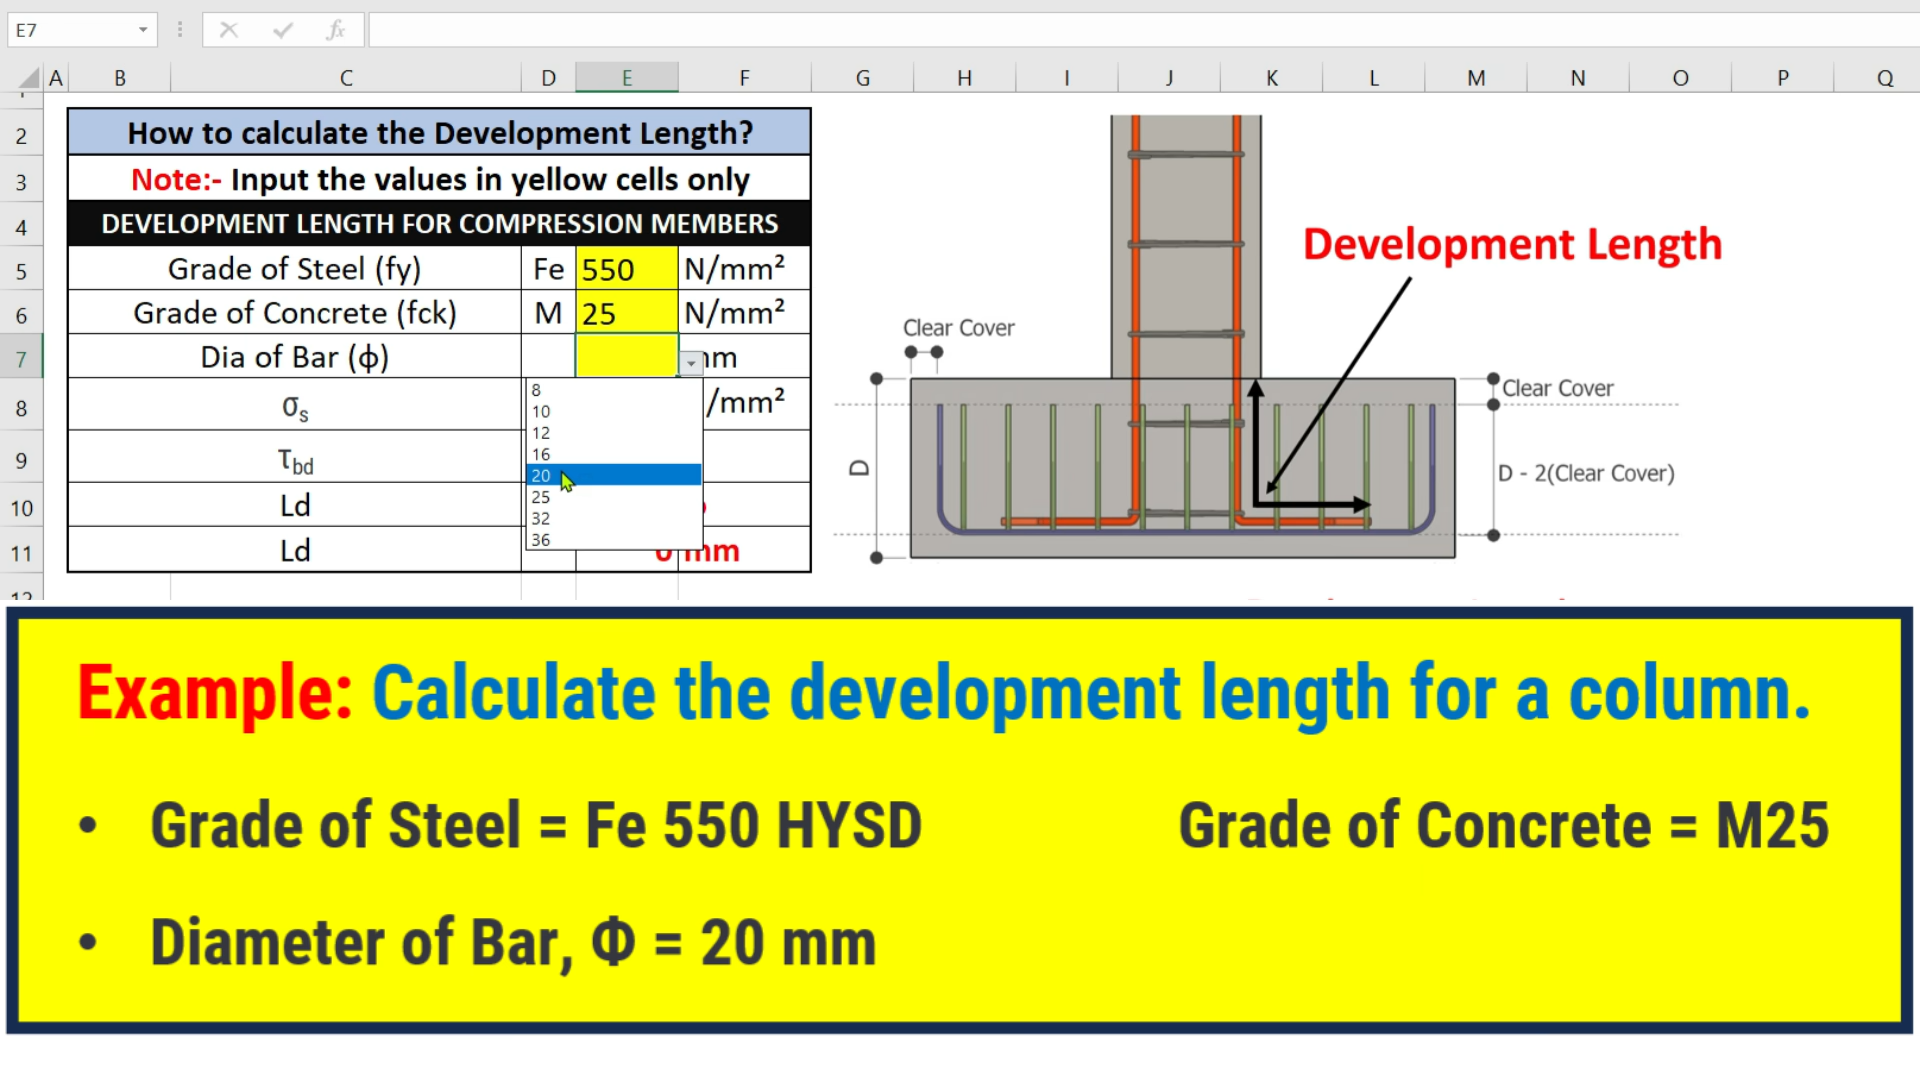 E7
fx
A B C D E F G H I J K L M N O P Q
2 How to calculate the Development Length?
3 Note:- Input the values in yellow cells only
4 DEVELOPMENT LENGTH FOR COMPRESSION MEMBERS
5 Grade of Steel (fy) Fe 550 N/mm²
6 Grade of Concrete (fck) M 25 N/mm²
7 Dia of Bar (ϕ)
8 σs /mm²
9 τbd
10 Ld
11 Ld 0 mm
8
10
12
16
20
25
32
36
Development Length
Clear Cover
Clear Cover
D
D - 2(Clear Cover)
Example: Calculate the development length for a column.
• Grade of Steel = Fe 550 HYSD Grade of Concrete = M25
• Diameter of Bar, Φ = 20 mm